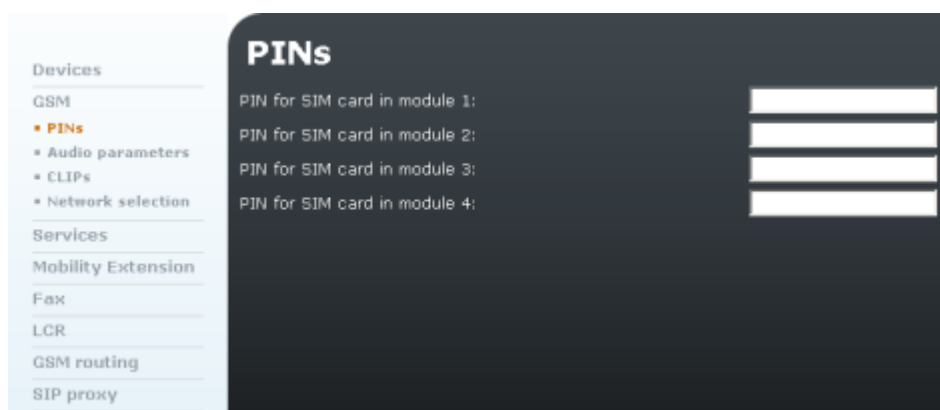 Devices
GSM
PINs
Audio parameters
CLIPs
Network selection
Services
Mobility Extension
Fax
LCR
GSM routing
SIP proxy
PINs
PIN for SIM card in module 1:
PIN for SIM card in module 2:
PIN for SIM card in module 3:
PIN for SIM card in module 4: